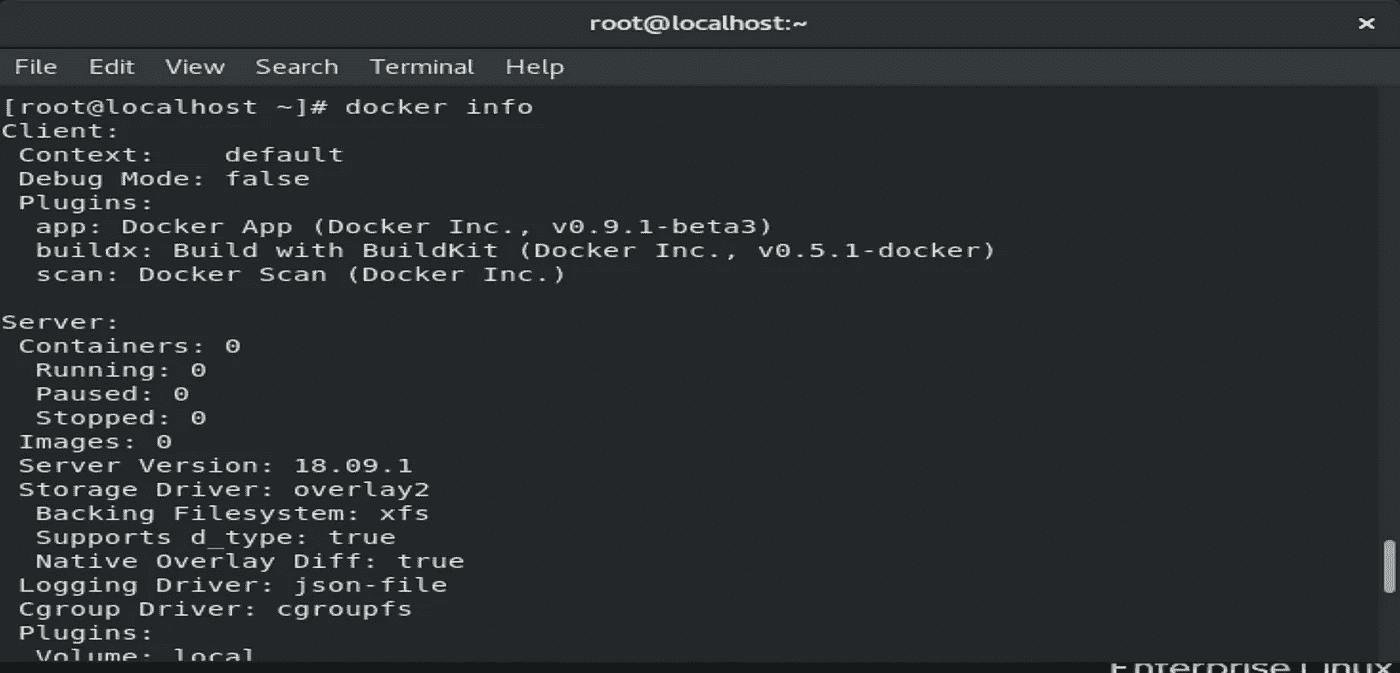 root@localhost:~ ×
File Edit View Search Terminal Help
[root@localhost ~]# docker info
Client:
 Context:    default
 Debug Mode: false
 Plugins:
  app: Docker App (Docker Inc., v0.9.1-beta3)
  buildx: Build with BuildKit (Docker Inc., v0.5.1-docker)
  scan: Docker Scan (Docker Inc.)

Server:
 Containers: 0
  Running: 0
  Paused: 0
  Stopped: 0
 Images: 0
 Server Version: 18.09.1
 Storage Driver: overlay2
  Backing Filesystem: xfs
  Supports d_type: true
  Native Overlay Diff: true
 Logging Driver: json-file
 Cgroup Driver: cgroupfs
 Plugins:
  Volume: local
Enterprise Linux